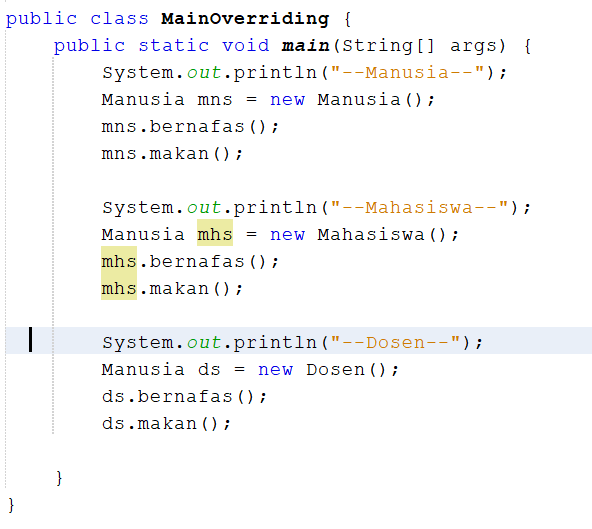 public class MainOverriding {
    public static void main(String[] args) {
        System.out.println("--Manusia--");
        Manusia mns = new Manusia();
        mns.bernafas();
        mns.makan();

        System.out.println("--Mahasiswa--");
        Manusia mhs = new Mahasiswa();
        mhs.bernafas();
        mhs.makan();

        System.out.println("--Dosen--");
        Manusia ds = new Dosen();
        ds.bernafas();
        ds.makan();

    }
}